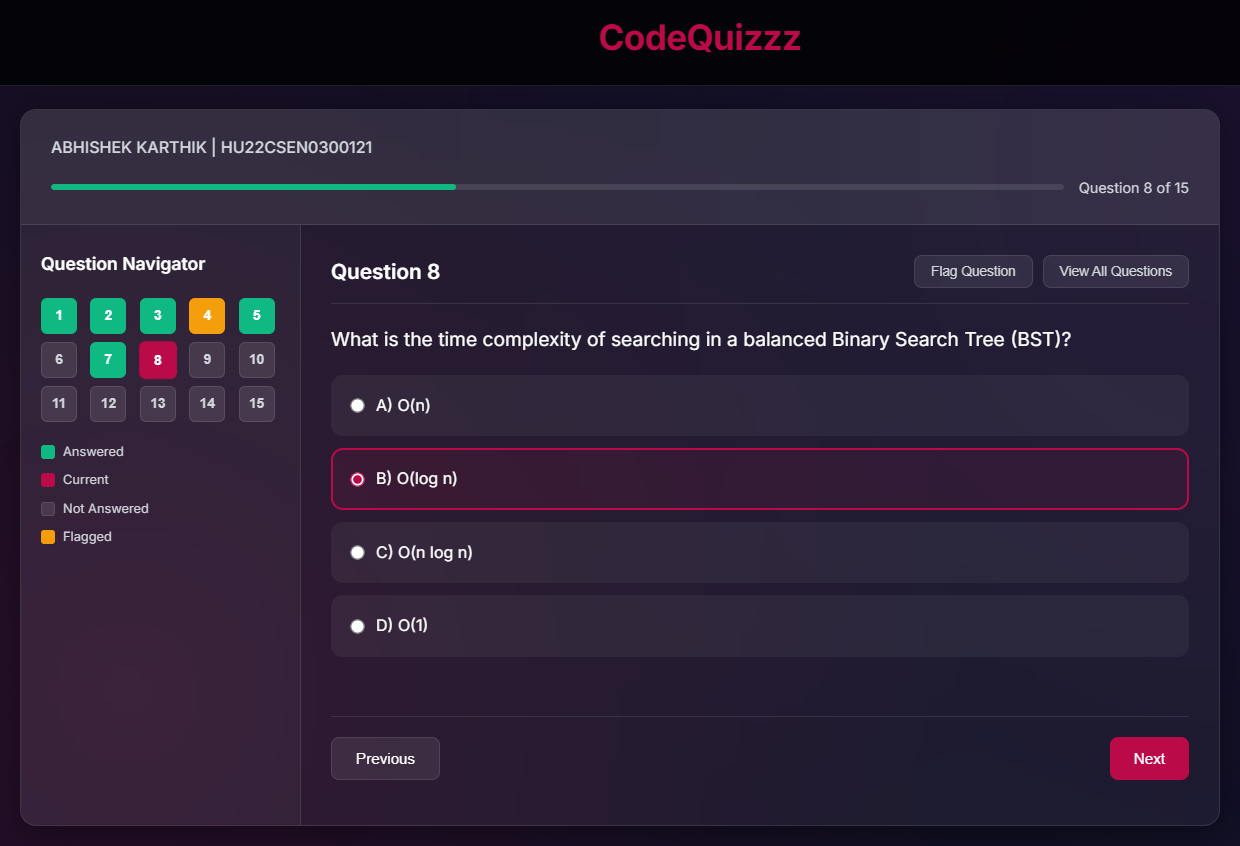 CodeQuizzz
ABHISHEK KARTHIK | HU22CSEN0300121
Question 8 of 15
Question Navigator
1 2 3 4 5
6 7 8 9 10
11 12 13 14 15
Answered
Current
Not Answered
Flagged
Question 8
Flag Question
View All Questions
What is the time complexity of searching in a balanced Binary Search Tree (BST)?
A) O(n)
B) O(log n)
C) O(n log n)
D) O(1)
Previous
Next